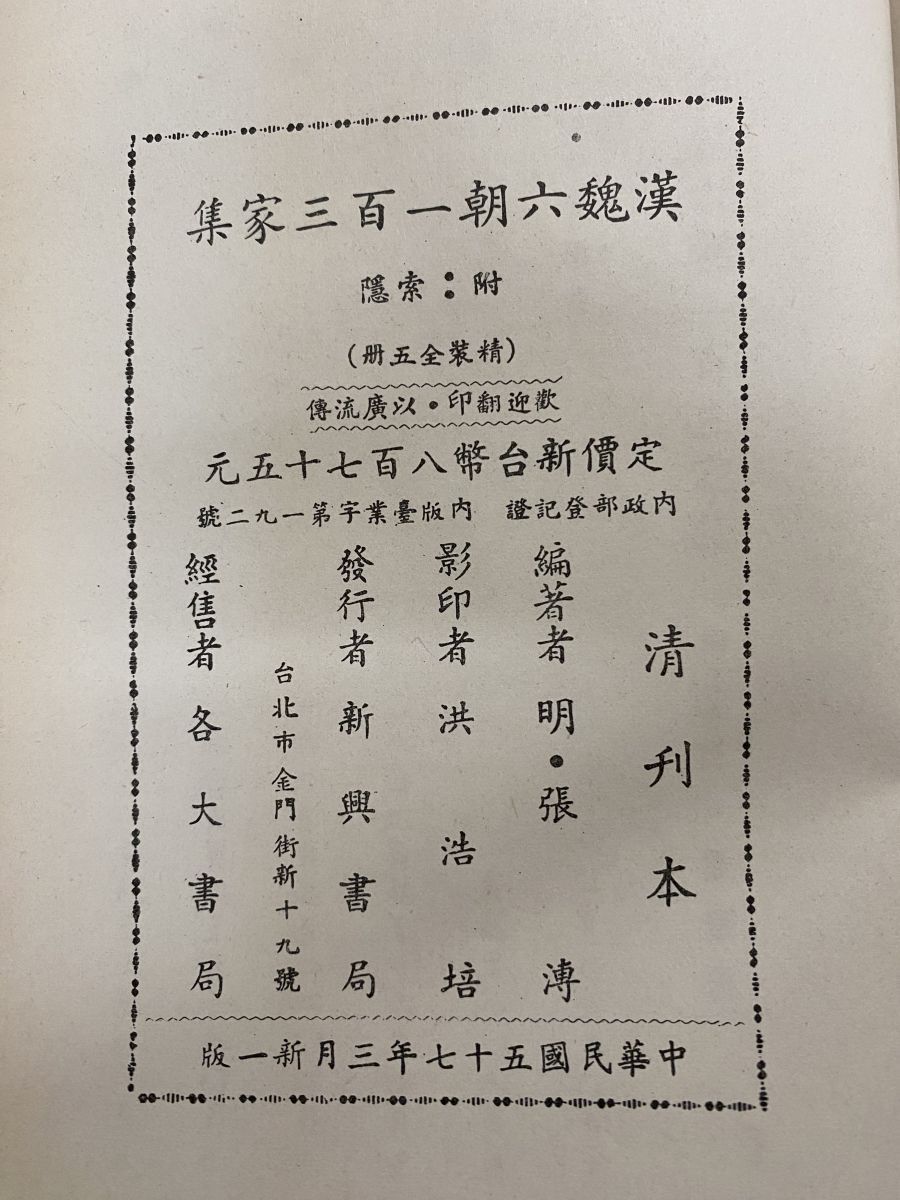 漢魏六朝一百三家集
附：索隱
(精裝全五冊)
歡迎翻印•以廣流傳
定價新台幣八百七十五元
內政部登記證　內版臺業字第一九二號
清刊本
編著者明•張溥
影印者洪浩培
發行者新興書局
台北市金門街新十九號
經售者各大書局
中華民國五十七年三月新一版